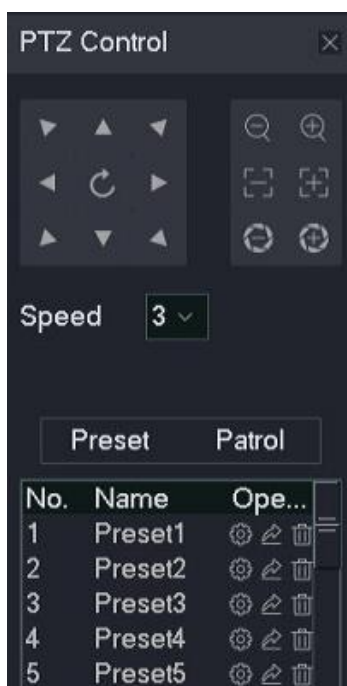 PTZ Control
Speed 3
Preset Patrol
No. Name Ope...
1 Preset1
2 Preset2
3 Preset3
4 Preset4
5 Preset5